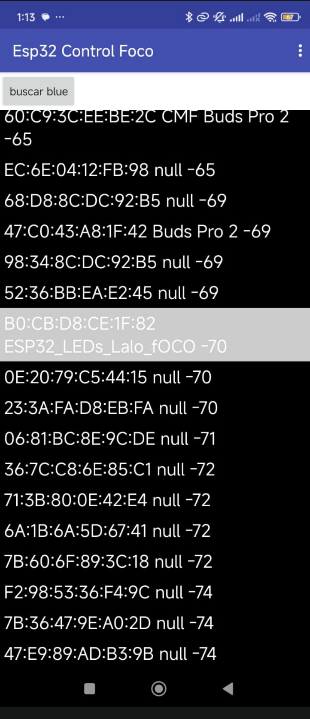 1:13
Esp32 Control Foco
buscar blue
60:C9:3C:EE:BE:2C CMF Buds Pro 2
-65
EC:6E:04:12:FB:98 null -65
68:D8:8C:DC:92:B5 null -69
47:C0:43:A8:1F:42 Buds Pro 2 -69
98:34:8C:DC:92:B5 null -69
52:36:BB:EA:E2:45 null -69
B0:CB:D8:CE:1F:82
ESP32_LEDs_Lalo_fOCO -70
0E:20:79:C5:44:15 null -70
23:3A:FA:D8:EB:FA null -70
06:81:BC:8E:9C:DE null -71
36:7C:C8:6E:85:C1 null -72
71:3B:80:0E:42:E4 null -72
6A:1B:6A:5D:67:41 null -72
7B:60:6F:89:3C:18 null -72
F2:98:53:36:F4:9C null -74
7B:36:47:9E:A0:2D null -74
47:E9:89:AD:B3:9B null -74